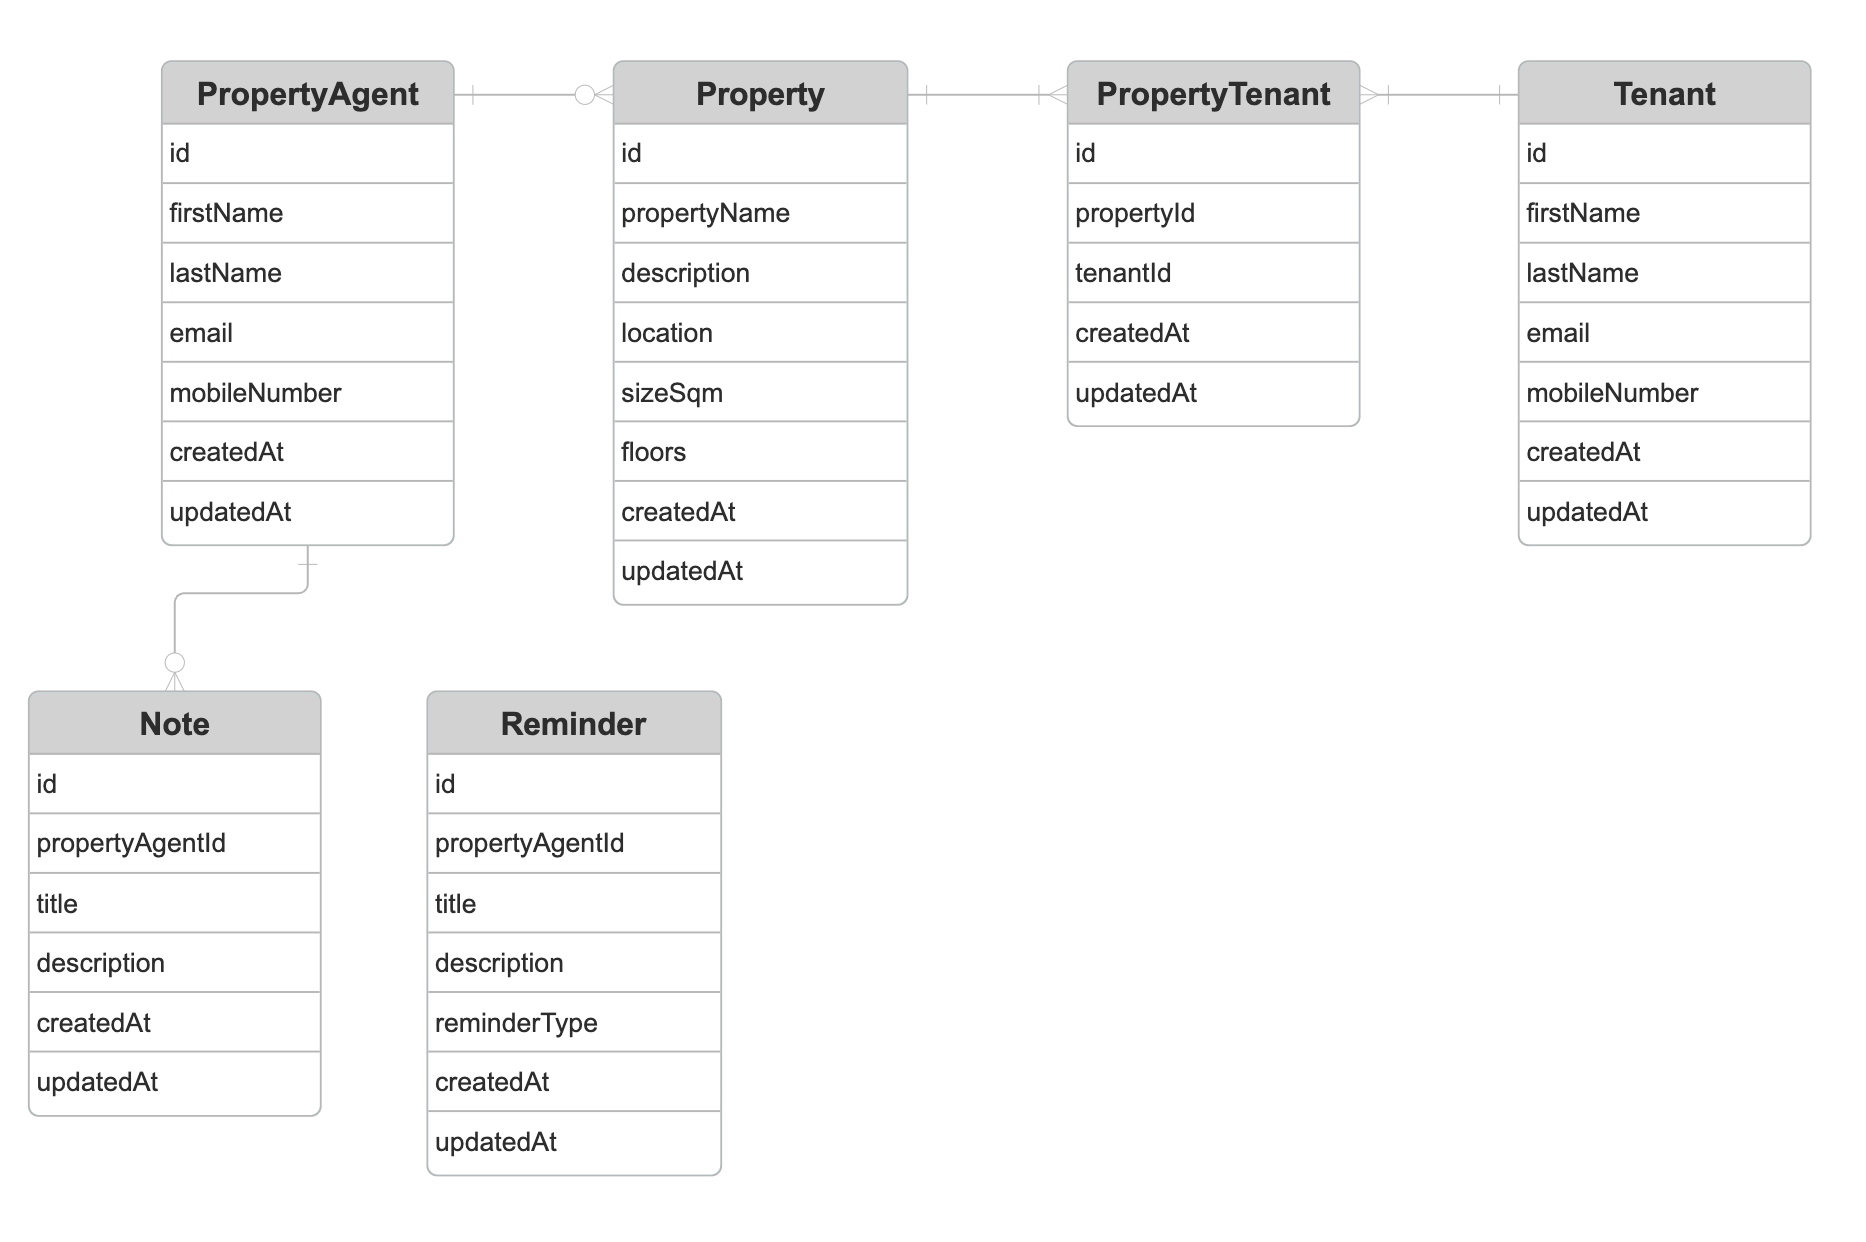 PropertyAgent
id
firstName
lastName
email
mobileNumber
createdAt
updatedAt
Property
id
propertyName
description
location
sizeSqm
floors
createdAt
updatedAt
PropertyTenant
id
propertyId
tenantId
createdAt
updatedAt
Tenant
id
firstName
lastName
email
mobileNumber
createdAt
updatedAt
Note
id
propertyAgentId
title
description
createdAt
updatedAt
Reminder
id
propertyAgentId
title
description
reminderType
createdAt
updatedAt